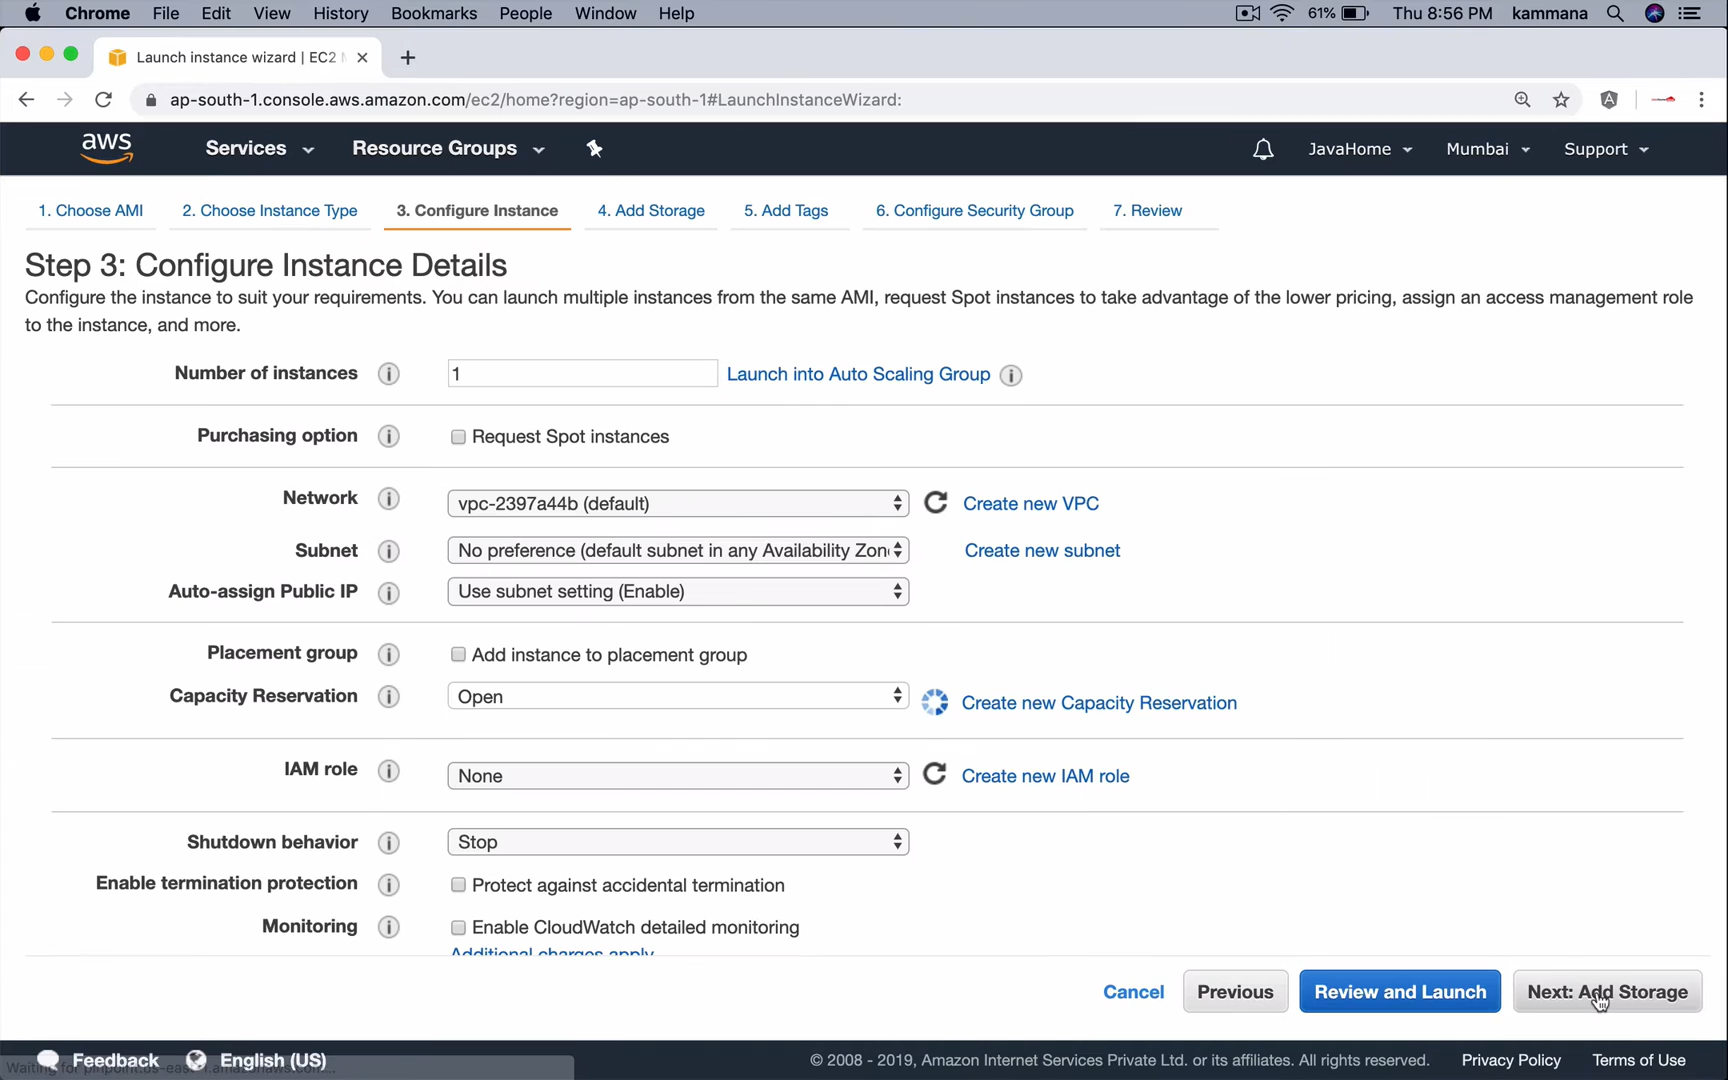 Chrome File Edit View History Bookmarks People Window Help 61% Thu 8:56 PM kammana
Launch instance wizard | EC2 M
ap-south-1.console.aws.amazon.com/ec2/home?region=ap-south-1#LaunchInstanceWizard:
aws Services Resource Groups JavaHome Mumbai Support
1. Choose AMI 2. Choose Instance Type 3. Configure Instance 4. Add Storage 5. Add Tags 6. Configure Security Group 7. Review
Step 3: Configure Instance Details
Configure the instance to suit your requirements. You can launch multiple instances from the same AMI, request Spot instances to take advantage of the lower pricing, assign an access management role
to the instance, and more.
Number of instances i 1 Launch into Auto Scaling Group i
Purchasing option i Request Spot instances
Network i vpc-2397a44b (default) Create new VPC
Subnet i No preference (default subnet in any Availability Zone Create new subnet
Auto-assign Public IP i Use subnet setting (Enable)
Placement group i Add instance to placement group
Capacity Reservation i Open Create new Capacity Reservation
IAM role i None Create new IAM role
Shutdown behavior i Stop
Enable termination protection i Protect against accidental termination
Monitoring i Enable CloudWatch detailed monitoring
Additional charges apply
Cancel Previous Review and Launch Next: Add Storage
Feedback English (US) © 2008 - 2019, Amazon Internet Services Private Ltd. or its affiliates. All rights reserved. Privacy Policy Terms of Use